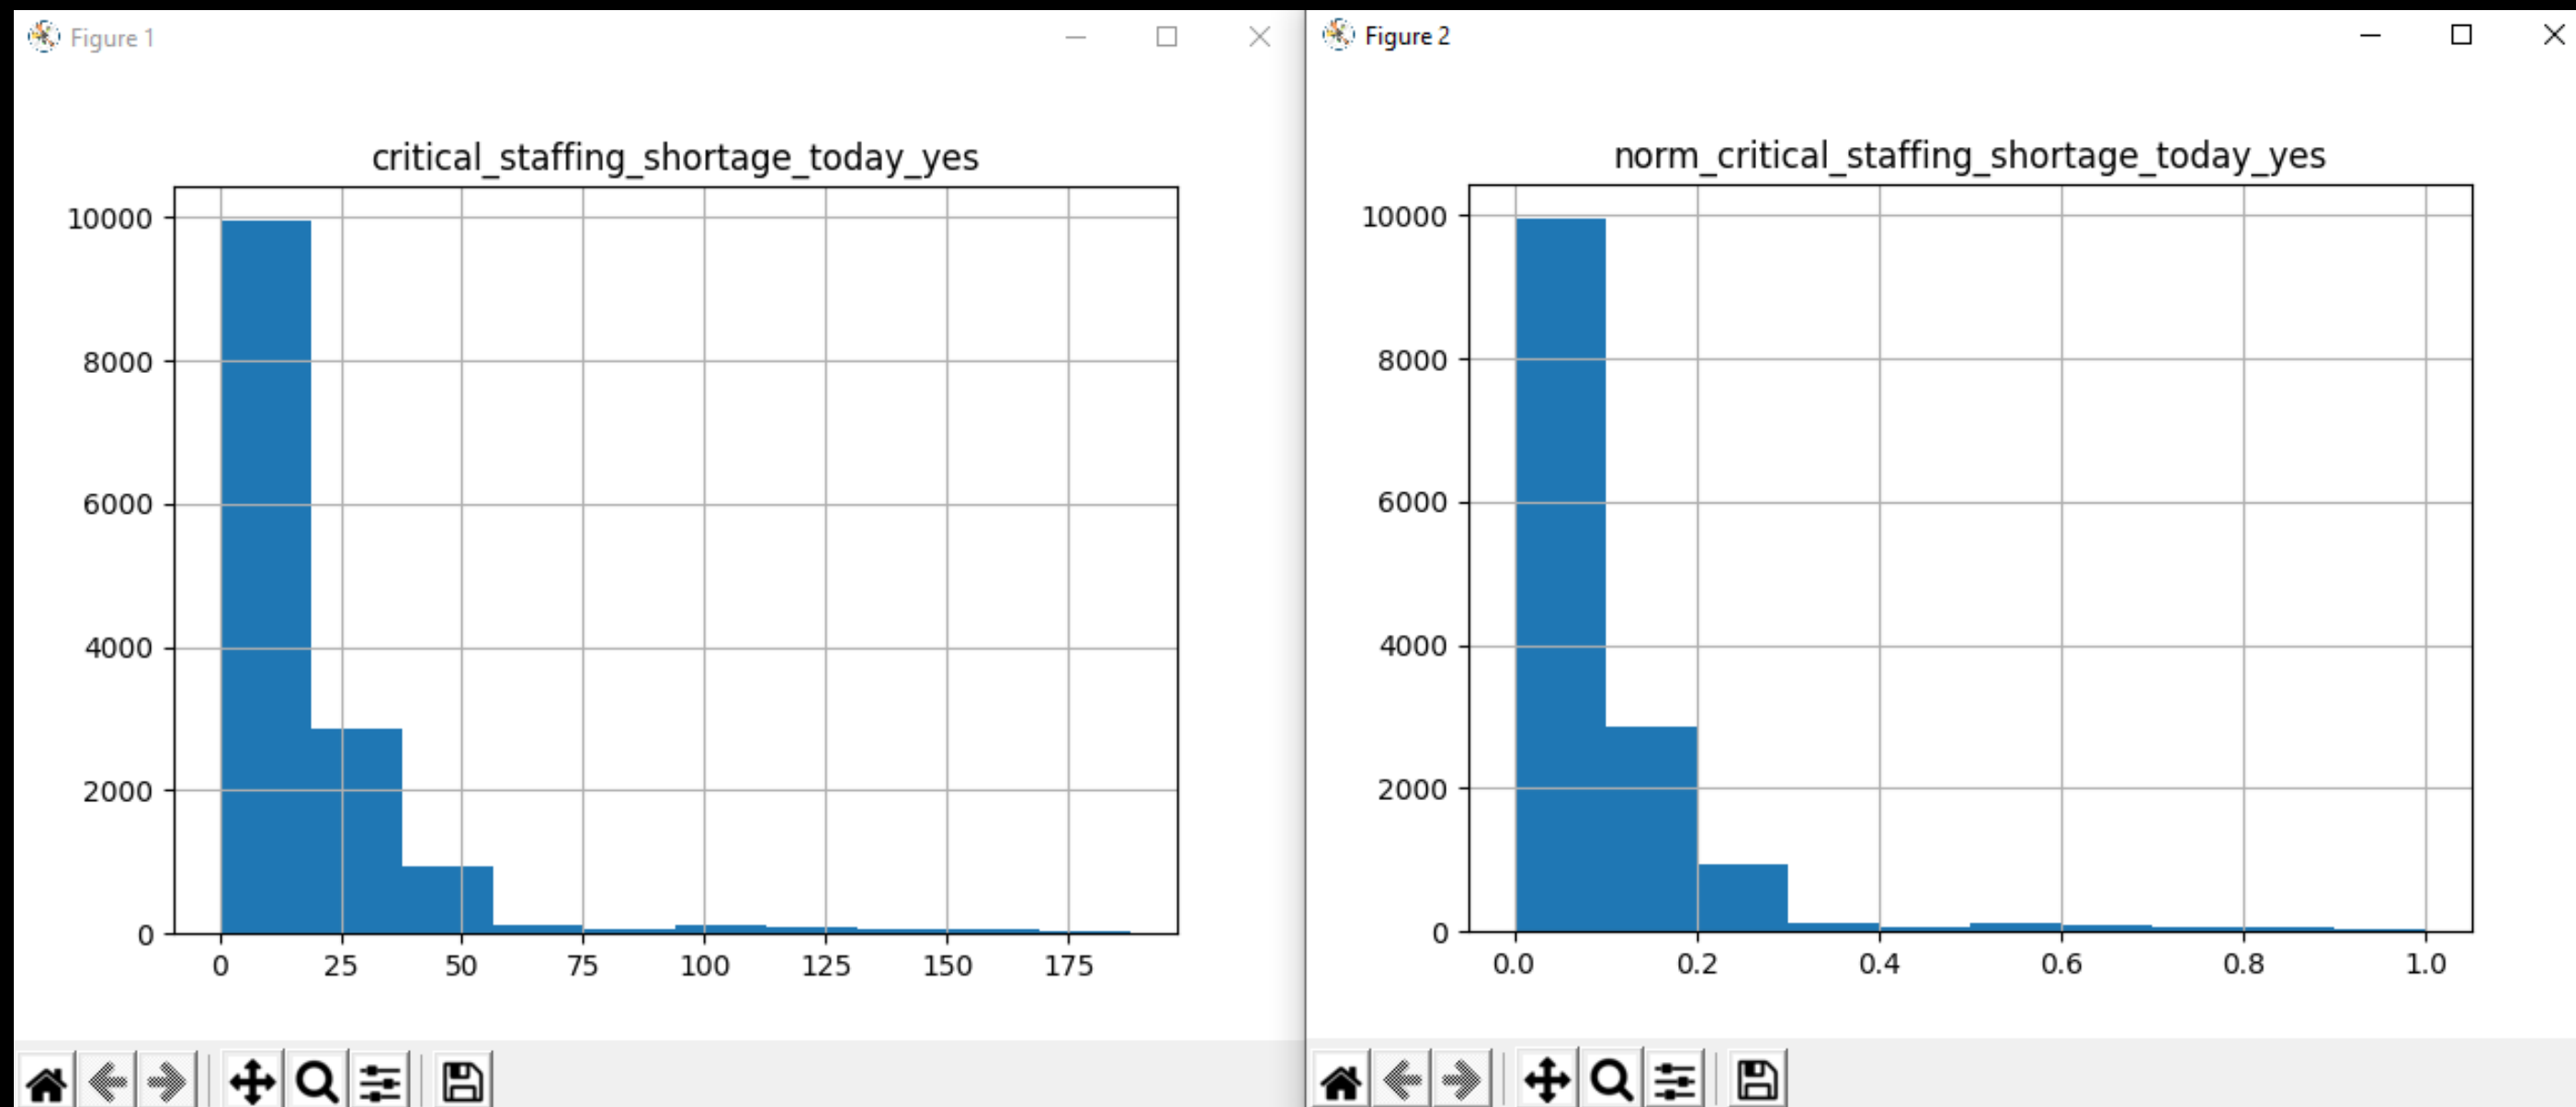 Figure 1
critical_staffing_shortage_today_yes
10000
8000
6000
4000
2000
0
0 25 50 75 100 125 150 175
Figure 2
norm_critical_staffing_shortage_today_yes
10000
8000
6000
4000
2000
0
0.0 0.2 0.4 0.6 0.8 1.0